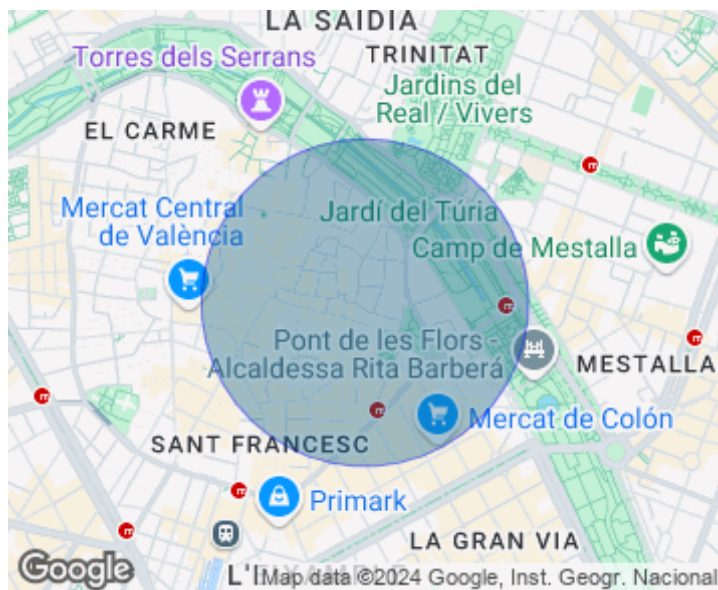 LA SAÏDIA
TRINITAT
Torres dels Serrans
Jardins del
Real / Vivers
EL CARME
Mercat Central
de València
Jardí del Túria
Camp de Mestalla
Pont de les Flors -
Alcaldessa Rita Barberá
MESTALLA
Mercat de Colón
SANT FRANCESC
Primark
LA GRAN VIA
Google
Map data ©2024 Google, Inst. Geogr. Nacional